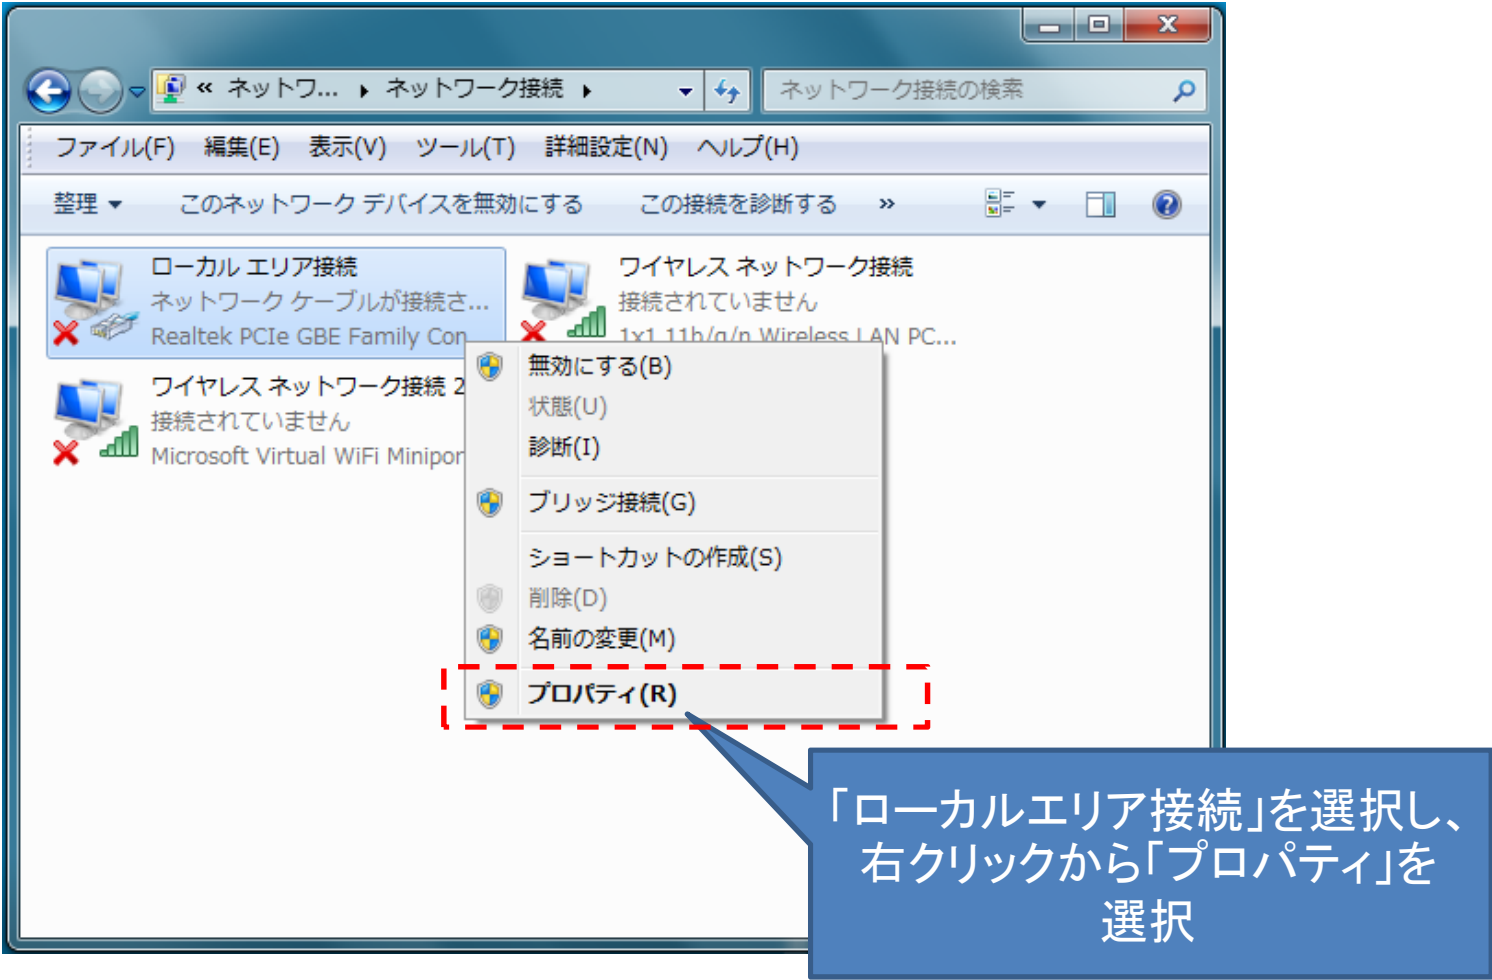 « ネットワ... ▸ ネットワーク接続 ▸
ネットワーク接続の検索
ファイル(F) 編集(E) 表示(V) ツール(T) 詳細設定(N) ヘルプ(H)
整理 ▼ このネットワーク デバイスを無効にする この接続を診断する »
ローカル エリア接続
ネットワーク ケーブルが接続さ...
Realtek PCIe GBE Family Con
ワイヤレス ネットワーク接続
接続されていません
1x1 11b/g/n Wireless LAN PC...
ワイヤレス ネットワーク接続 2
接続されていません
Microsoft Virtual WiFi Minipor
無効にする(B)
状態(U)
診断(I)
ブリッジ接続(G)
ショートカットの作成(S)
削除(D)
名前の変更(M)
プロパティ(R)
「ローカルエリア接続」を選択し、
右クリックから「プロパティ」を
選択